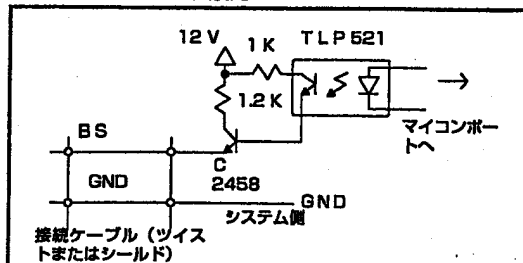 12V
1K
TLP521
1.2K
マイコンポー
トへ
BS
C
2458
GND
GND
システム側
接続ケーブル（ツイス
トまたはシールド）